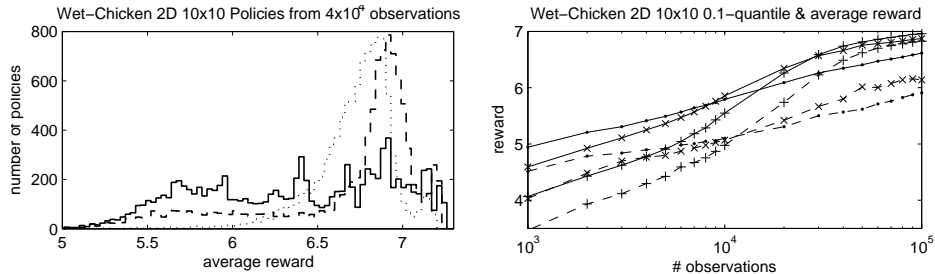 Wet−Chicken 2D 10x10 Policies from 4x10⁴ observations
800
600
400
200
0
number or policies
5
5.5
6
6.5
7
average reward
Wet−Chicken 2D 10x10 0.1−quantile & average reward
7
6
5
4
reward
10³
10⁴
10⁵
# observations